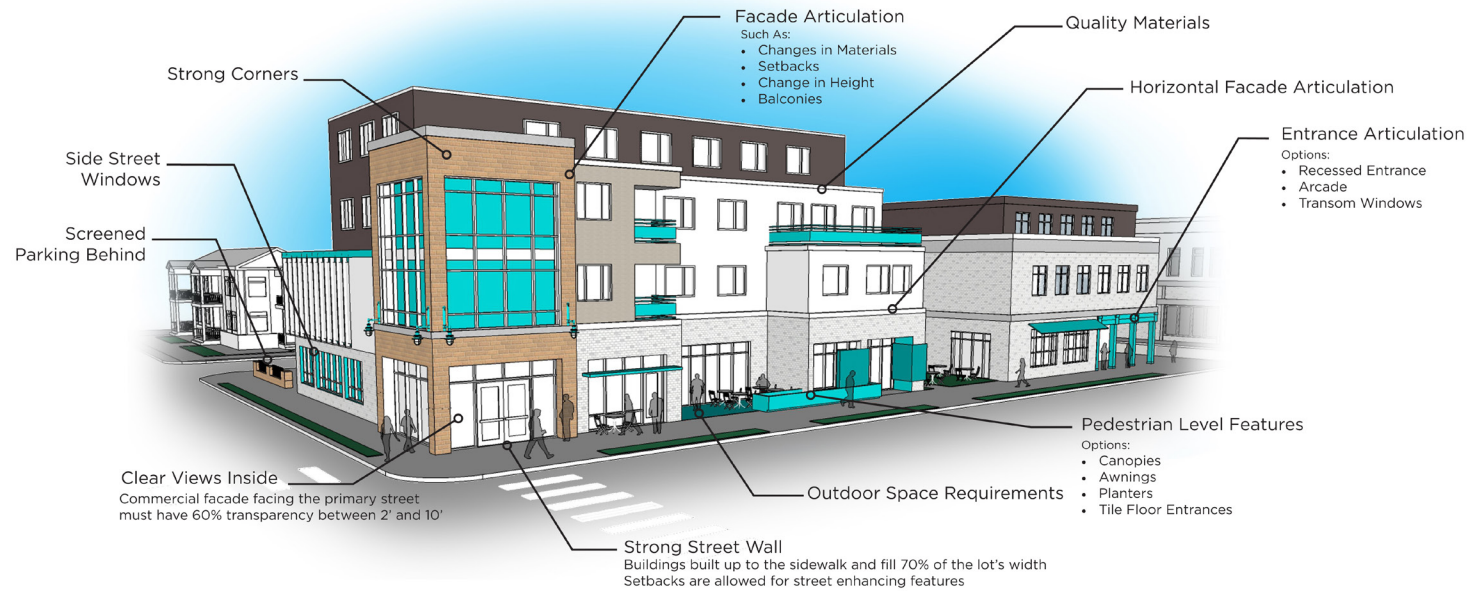 Facade Articulation
Such As:
• Changes in Materials
• Setbacks
• Change in Height
• Balconies
Quality Materials
Strong Corners
Horizontal Facade Articulation
Entrance Articulation
Options:
• Recessed Entrance
• Arcade
• Transom Windows
Side Street
Windows
Screened
Parking Behind
Clear Views Inside
Commercial facade facing the primary street
must have 60% transparency between 2' and 10'
Pedestrian Level Features
Options:
• Canopies
• Awnings
• Planters
• Tile Floor Entrances
Outdoor Space Requirements
Strong Street Wall
Buildings built up to the sidewalk and fill 70% of the lot's width
Setbacks are allowed for street enhancing features